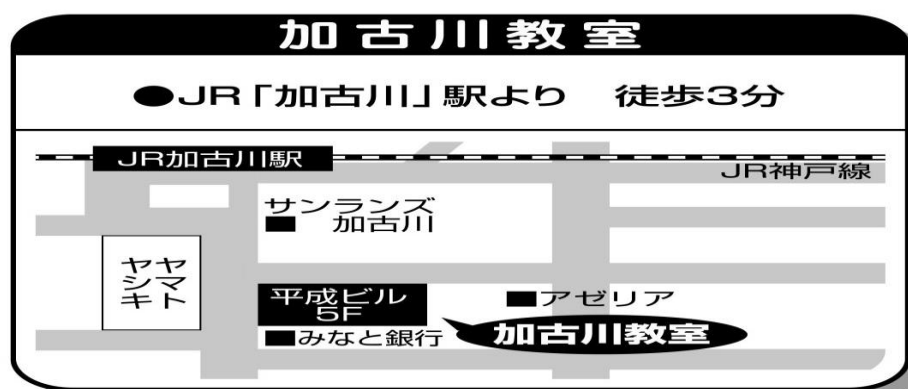 加古川教室
●JR「加古川」駅より 徒歩3分
JR加古川駅
JR神戸線
サンランズ
■ 加古川
ヤマト
ヤシキ
平成ビル
5F
■アゼリア
■みなと銀行
加古川教室